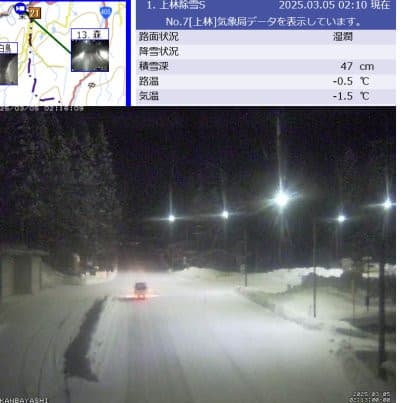 1. 上林除雪S 2025.03.05 02:10 現在
No.7[上林]気象局データを表示しています。
路面状況 湿潤
降雪状況
積雪深 47 cm
路温 -0.5 ℃
気温 -1.5 ℃
21
405
13. 森
KANBAYASHI
2025-03-05